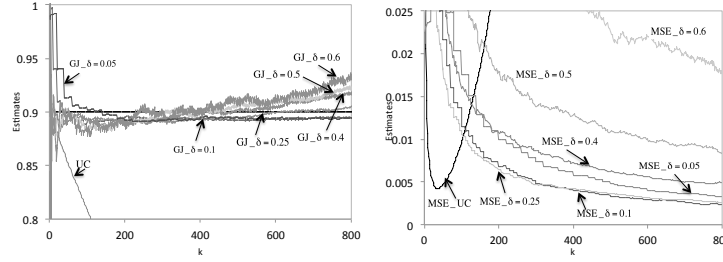 1
0.95
0.9
0.85
0.8
Estimates
0
200
400
600
800
k
GJ_δ = 0.05
GJ_δ = 0.6
GJ_δ = 0.5
GJ_δ = 0.4
GJ_δ = 0.25
GJ_δ = 0.1
UC
0.025
0.02
0.015
0.01
0.005
0
Estimates
0
200
400
600
800
k
MSE_δ = 0.6
MSE_δ = 0.5
MSE_δ = 0.4
MSE_δ = 0.05
MSE_UC
MSE_δ = 0.25
MSE_δ = 0.1